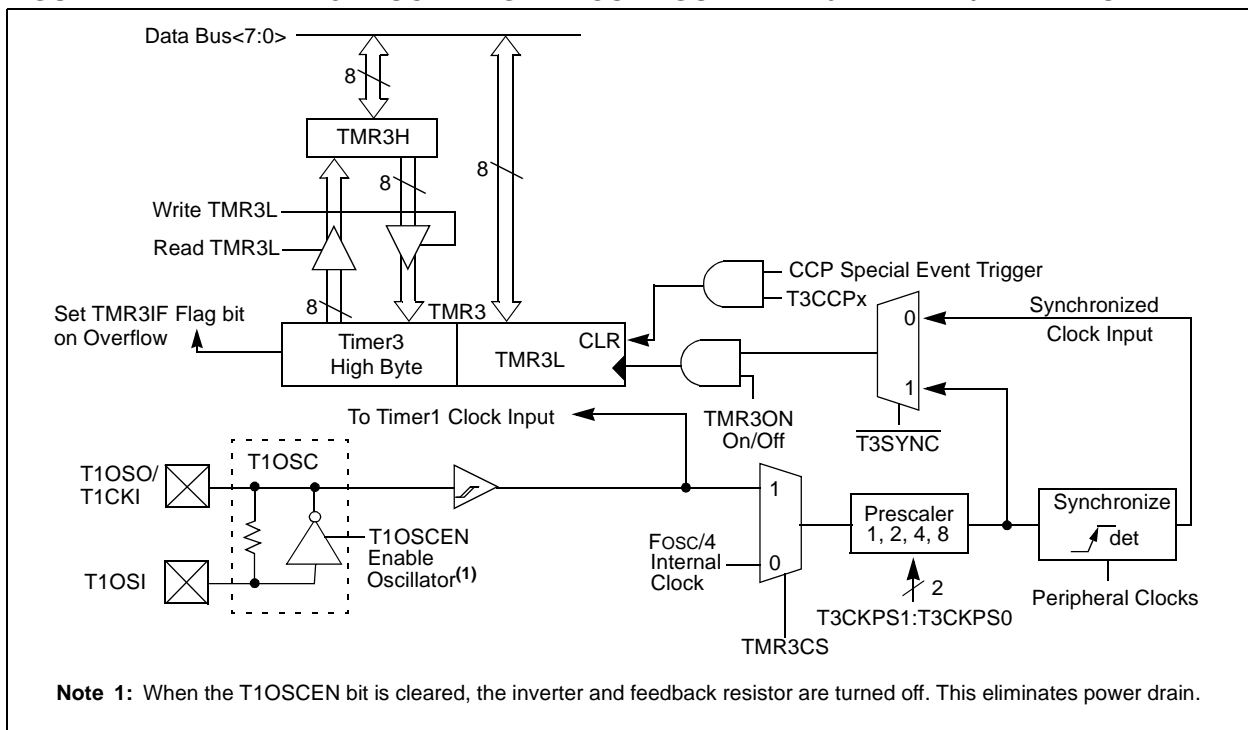 Data Bus<7:0>
8
TMR3H
8
8
Write TMR3L
Read TMR3L
8
TMR3
CCP Special Event Trigger
T3CCPx
Set TMR3IF Flag bit
on Overflow
Timer3
High Byte
TMR3L
CLR
0
1
Synchronized
Clock Input
TMR3ON
On/Off
T3SYNC
To Timer1 Clock Input
T1OSO/
T1CKI
T1OSC
T1OSCEN
Enable
Oscillator(1)
T1OSI
1
0
FOSC/4
Internal
Clock
TMR3CS
Prescaler
1, 2, 4, 8
2
T3CKPS1:T3CKPS0
Synchronize
det
Peripheral Clocks
Note 1: When the T1OSCEN bit is cleared, the inverter and feedback resistor are turned off. This eliminates power drain.